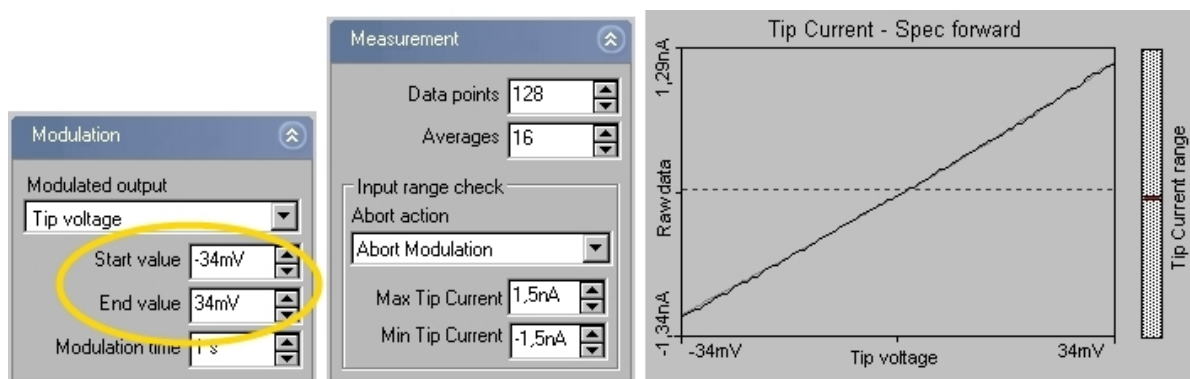 Modulation
Modulated output
Tip voltage
Start value -34mV
End value 34mV
Modulation time 1 s
Measurement
Data points 128
Averages 16
Input range check
Abort action
Abort Modulation
Max Tip Current 1,5nA
Min Tip Current -1,5nA
Tip Current - Spec forward
1,29nA
Rawdata
-1,34nA
-34mV
Tip voltage
34mV
Tip Current range